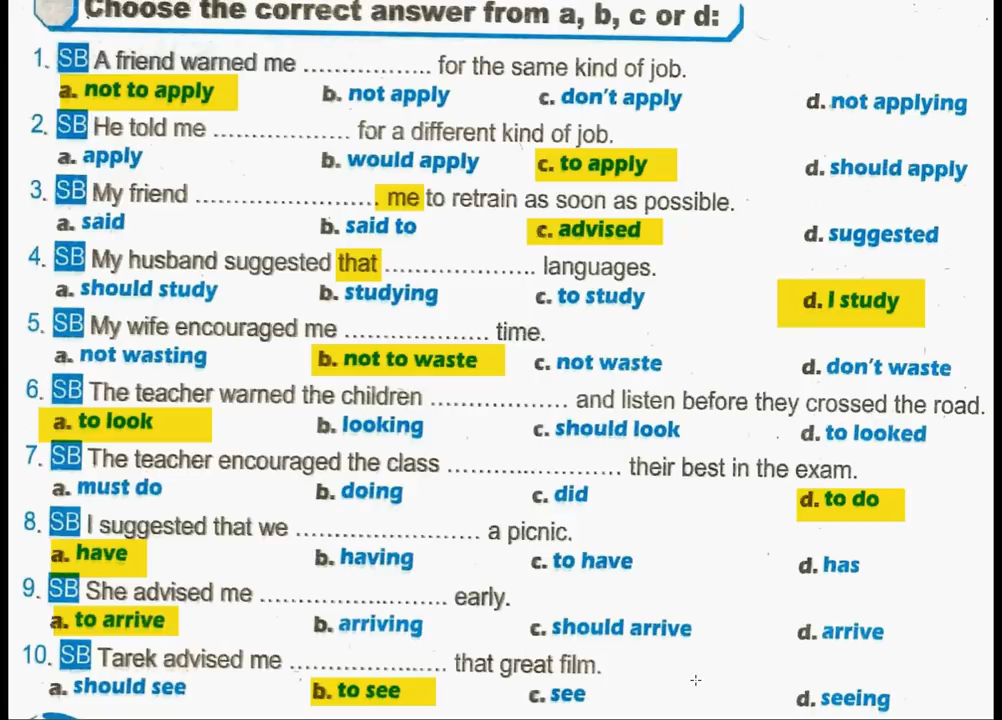 Choose the correct answer from a, b, c or d:
1. SB A friend warned me .................. for the same kind of job.
a. not to apply b. not apply c. don't apply d. not applying
2. SB He told me .................. for a different kind of job.
a. apply b. would apply c. to apply d. should apply
3. SB My friend .................. me to retrain as soon as possible.
a. said b. said to c. advised d. suggested
4. SB My husband suggested that .................. languages.
a. should study b. studying c. to study d. I study
5. SB My wife encouraged me .................. time.
a. not wasting b. not to waste c. not waste d. don't waste
6. SB The teacher warned the children .................. and listen before they crossed the road.
a. to look b. looking c. should look d. to looked
7. SB The teacher encouraged the class .................. their best in the exam.
a. must do b. doing c. did d. to do
8. SB I suggested that we .................. a picnic.
a. have b. having c. to have d. has
9. SB She advised me .................. early.
a. to arrive b. arriving c. should arrive d. arrive
10. SB Tarek advised me .................. that great film.
a. should see b. to see c. see d. seeing